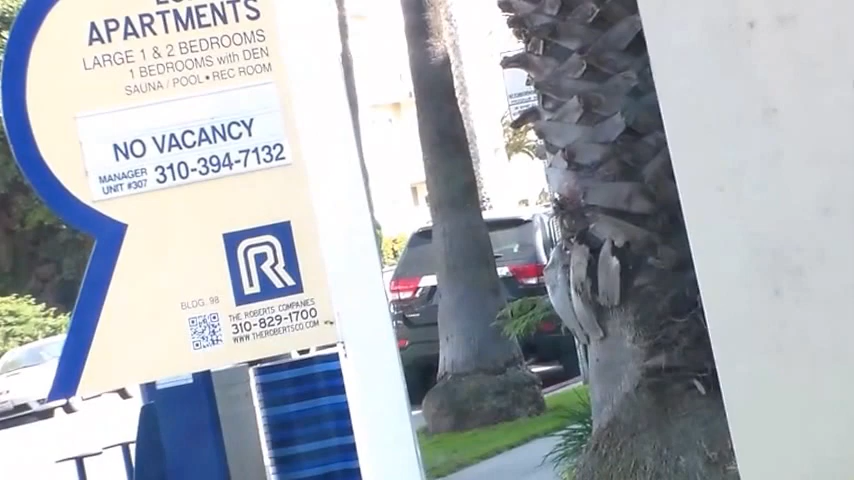 APARTMENTS
LARGE 1 & 2 BEDROOMS
1 BEDROOMS with DEN
SAUNA / POOL • REC ROOM
NO VACANCY
MANAGER UNIT #307 310-394-7132
R
BLDG. 98
THE ROBERTS COMPANIES
310-829-1700
WWW.THEROBERTSCO.COM